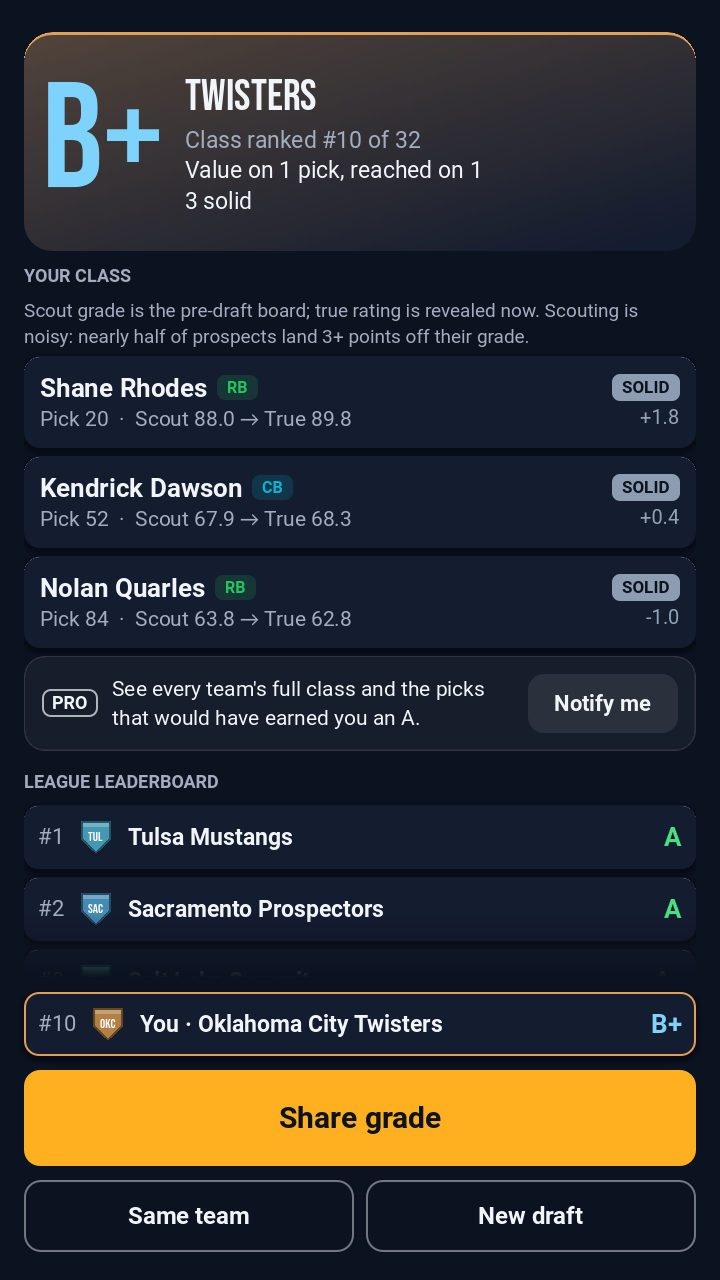 B+
TWISTERS
Class ranked #10 of 32
Value on 1 pick, reached on 1
3 solid
YOUR CLASS
Scout grade is the pre-draft board; true rating is revealed now. Scouting is
noisy: nearly half of prospects land 3+ points off their grade.
Shane Rhodes RB SOLID
Pick 20 · Scout 88.0 → True 89.8 +1.8
Kendrick Dawson CB SOLID
Pick 52 · Scout 67.9 → True 68.3 +0.4
Nolan Quarles RB SOLID
Pick 84 · Scout 63.8 → True 62.8 -1.0
PRO
See every team's full class and the picks
that would have earned you an A.
Notify me
LEAGUE LEADERBOARD
#1 TUL Tulsa Mustangs A
#2 SAC Sacramento Prospectors A
#10 OKC You · Oklahoma City Twisters B+
Share grade
Same team New draft